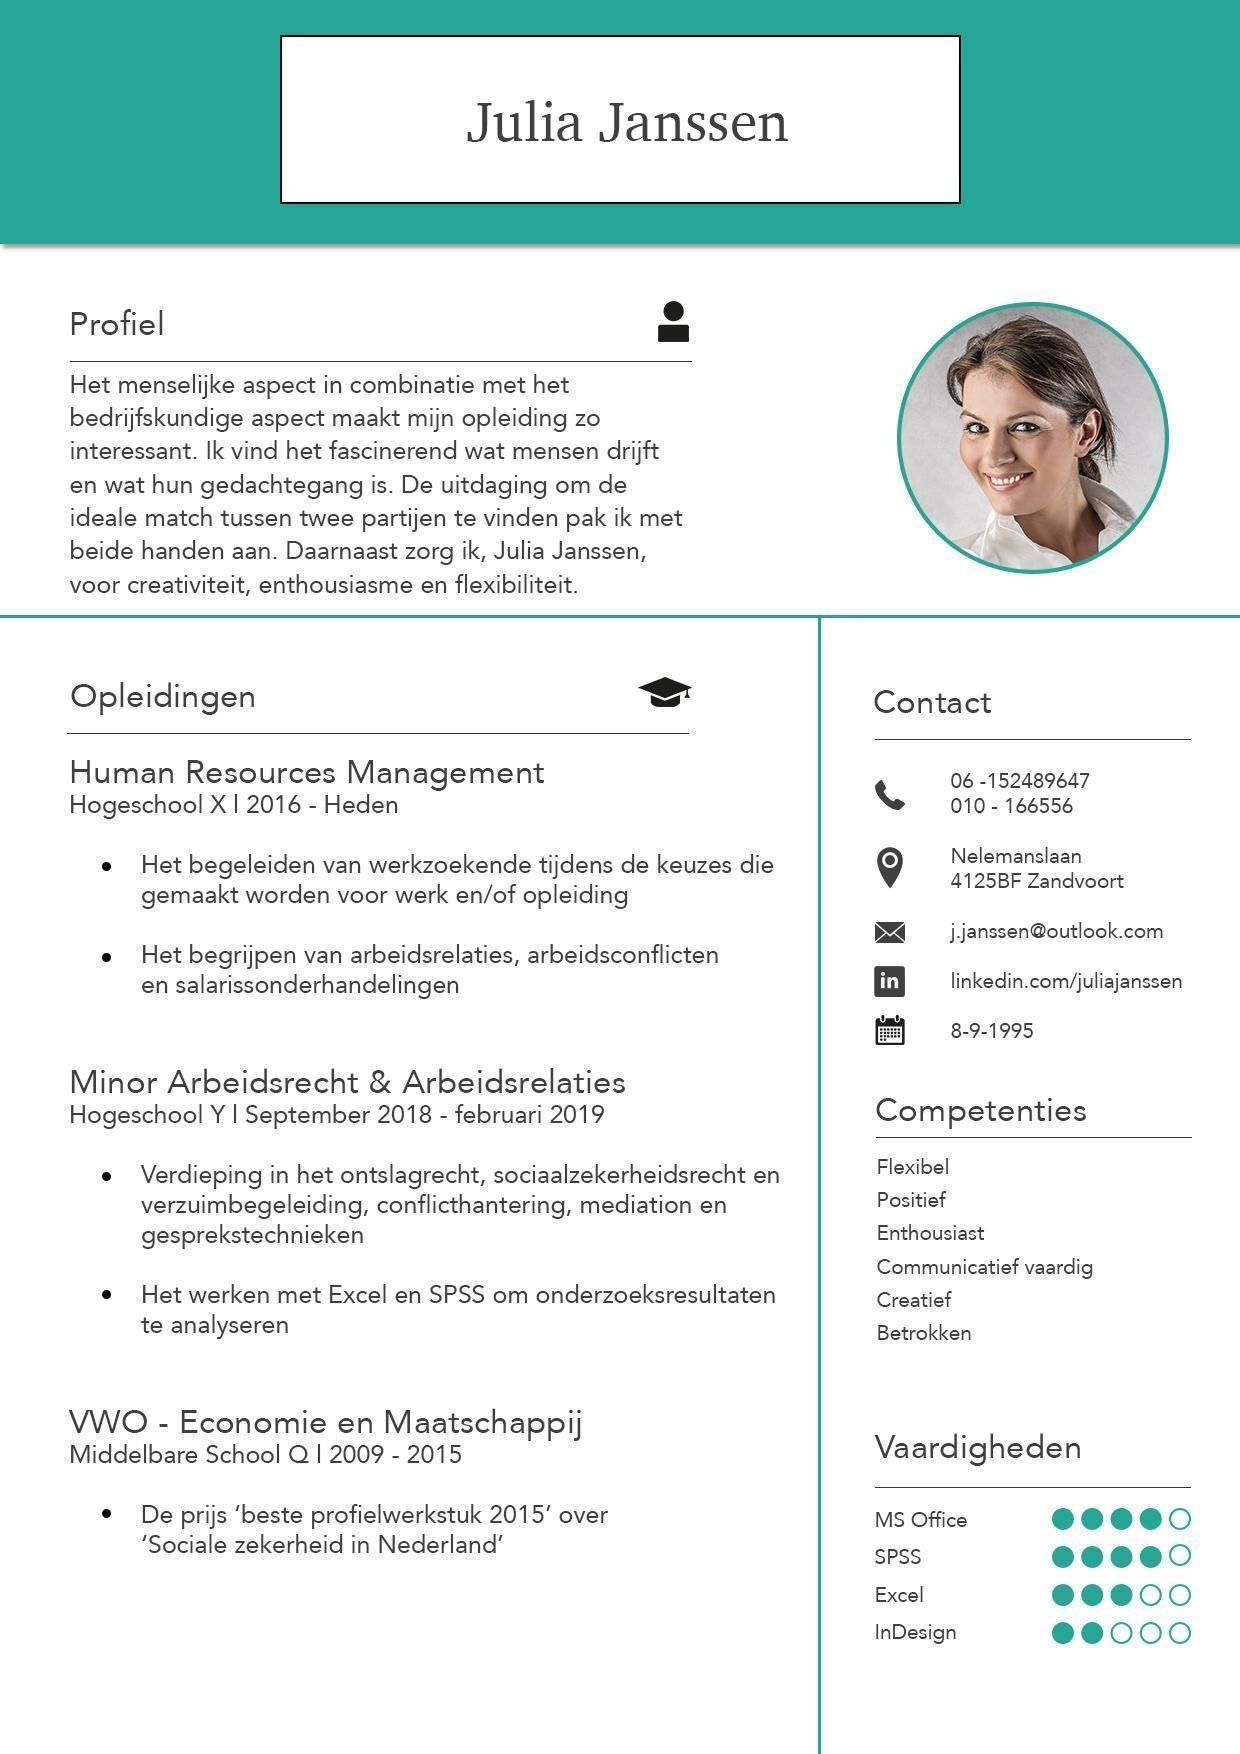 Julia Janssen
Profiel
Het menselijke aspect in combinatie met het
bedrijfskundige aspect maakt mijn opleiding zo
interessant. Ik vind het fascinerend wat mensen drijft
en wat hun gedachtegang is. De uitdaging om de
ideale match tussen twee partijen te vinden pak ik met
beide handen aan. Daarnaast zorg ik, Julia Janssen,
voor creativiteit, enthousiasme en flexibiliteit.
Opleidingen
Human Resources Management
Hogeschool X l 2016 - Heden
• Het begeleiden van werkzoekende tijdens de keuzes die
gemaakt worden voor werk en/of opleiding
• Het begrijpen van arbeidsrelaties, arbeidsconflicten
en salarissonderhandelingen
Minor Arbeidsrecht & Arbeidsrelaties
Hogeschool Y l September 2018 - februari 2019
• Verdieping in het ontslagrecht, sociaalzekerheidsrecht en
verzuimbegeleiding, conflicthantering, mediation en
gesprekstechnieken
• Het werken met Excel en SPSS om onderzoeksresultaten
te analyseren
VWO - Economie en Maatschappij
Middelbare School Q l 2009 - 2015
• De prijs ‘beste profielwerkstuk 2015’ over
‘Sociale zekerheid in Nederland’
Contact
06 -152489647
010 - 166556
Nelemanslaan
4125BF Zandvoort
j.janssen@outlook.com
in
linkedin.com/juliajanssen
8-9-1995
Competenties
Flexibel
Positief
Enthousiast
Communicatief vaardig
Creatief
Betrokken
Vaardigheden
MS Office
SPSS
Excel
InDesign